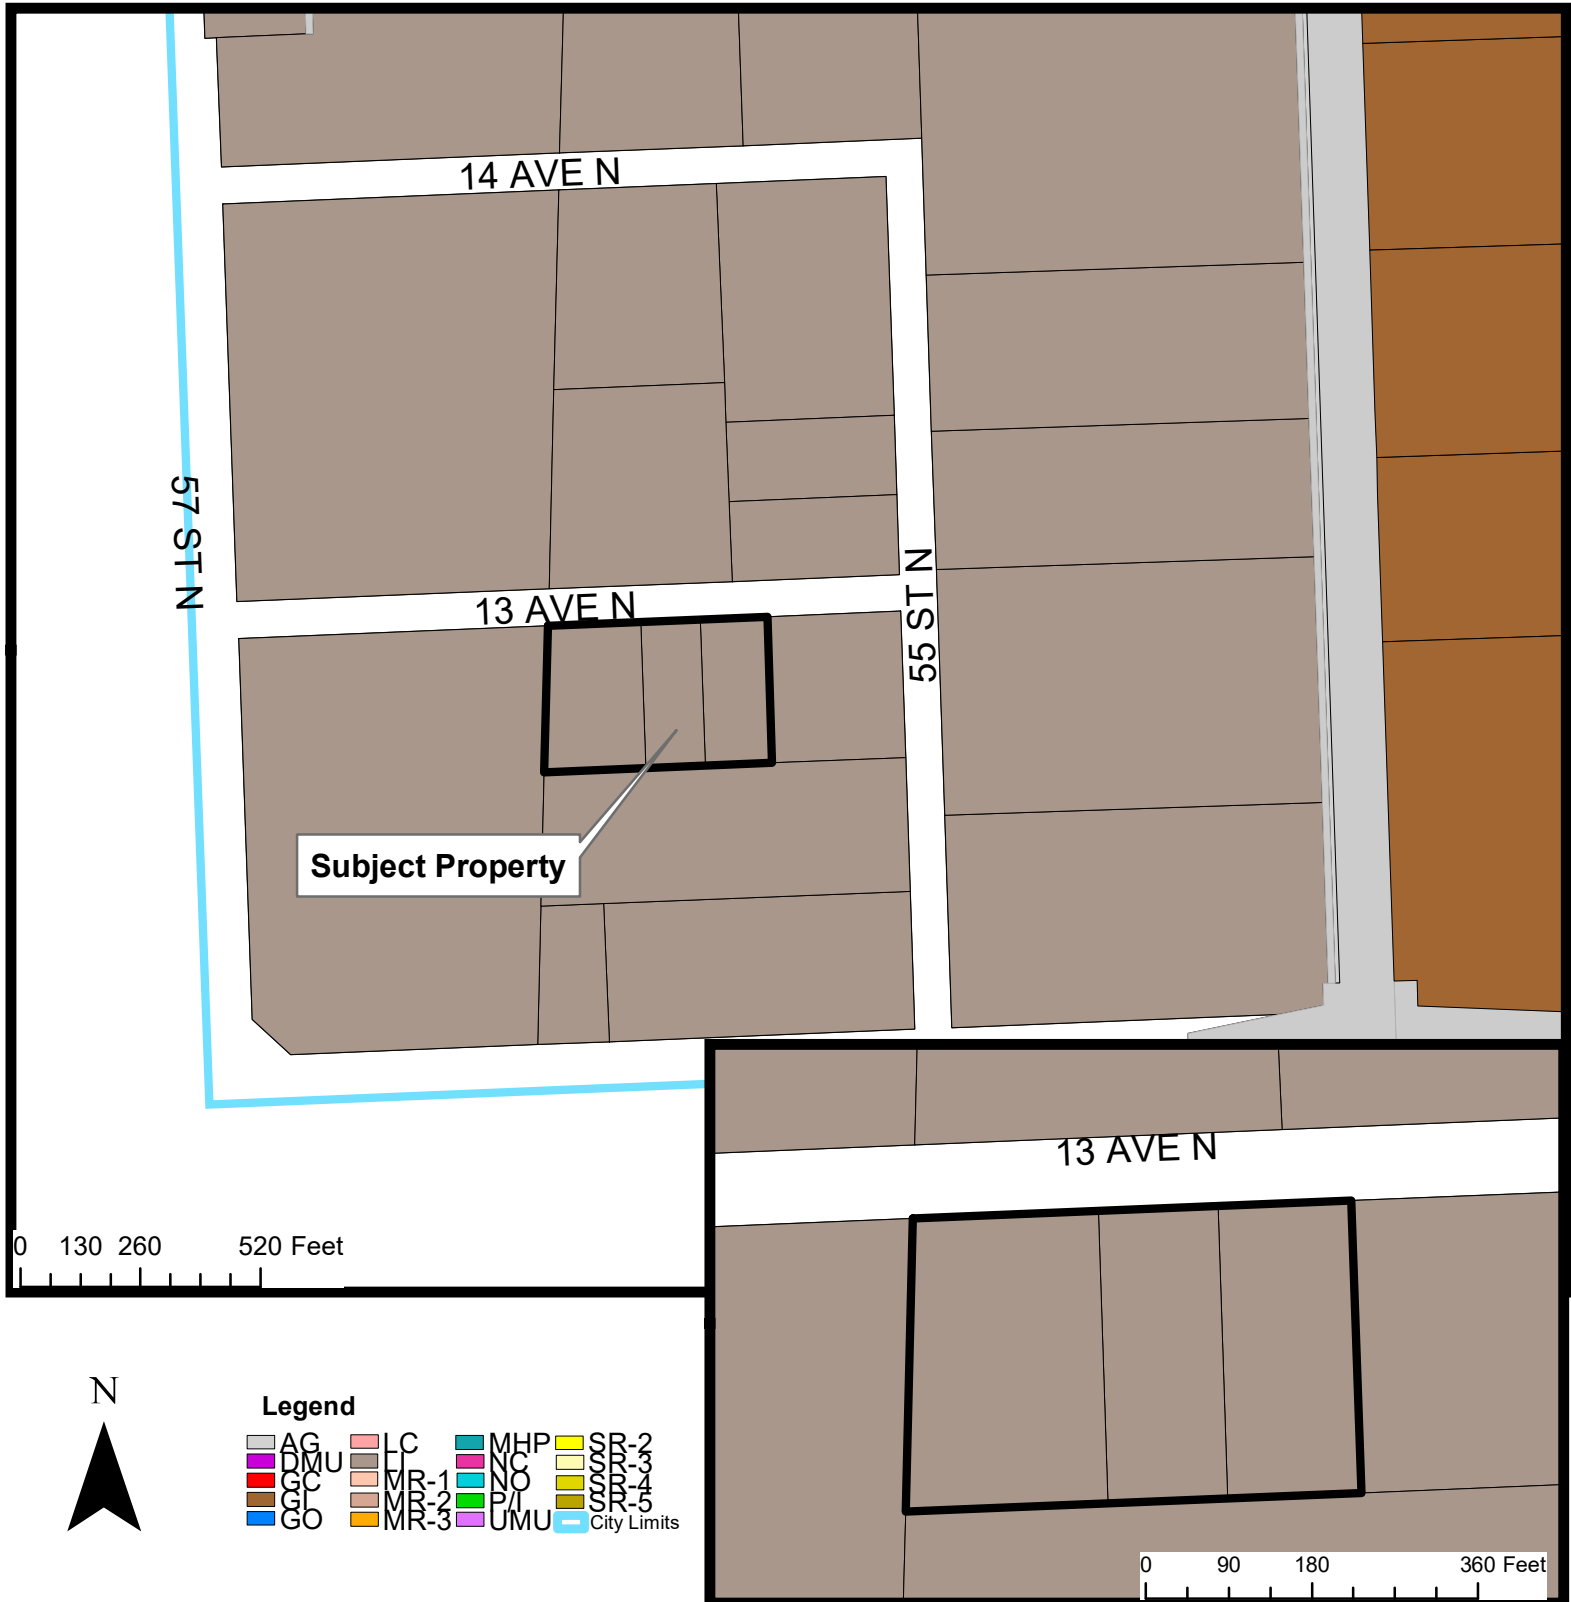 14 AVE N
57 ST N
13 AVE N
55 ST N
Subject Property
13 AVE N
0 130 260 520 Feet
N
Legend
AG LC MHP SR-2
DMU LI NC SR-3
GC MR-1 NO SR-4
GI MR-2 P/I SR-5
GO MR-3 UMU City Limits
0 90 180 360 Feet